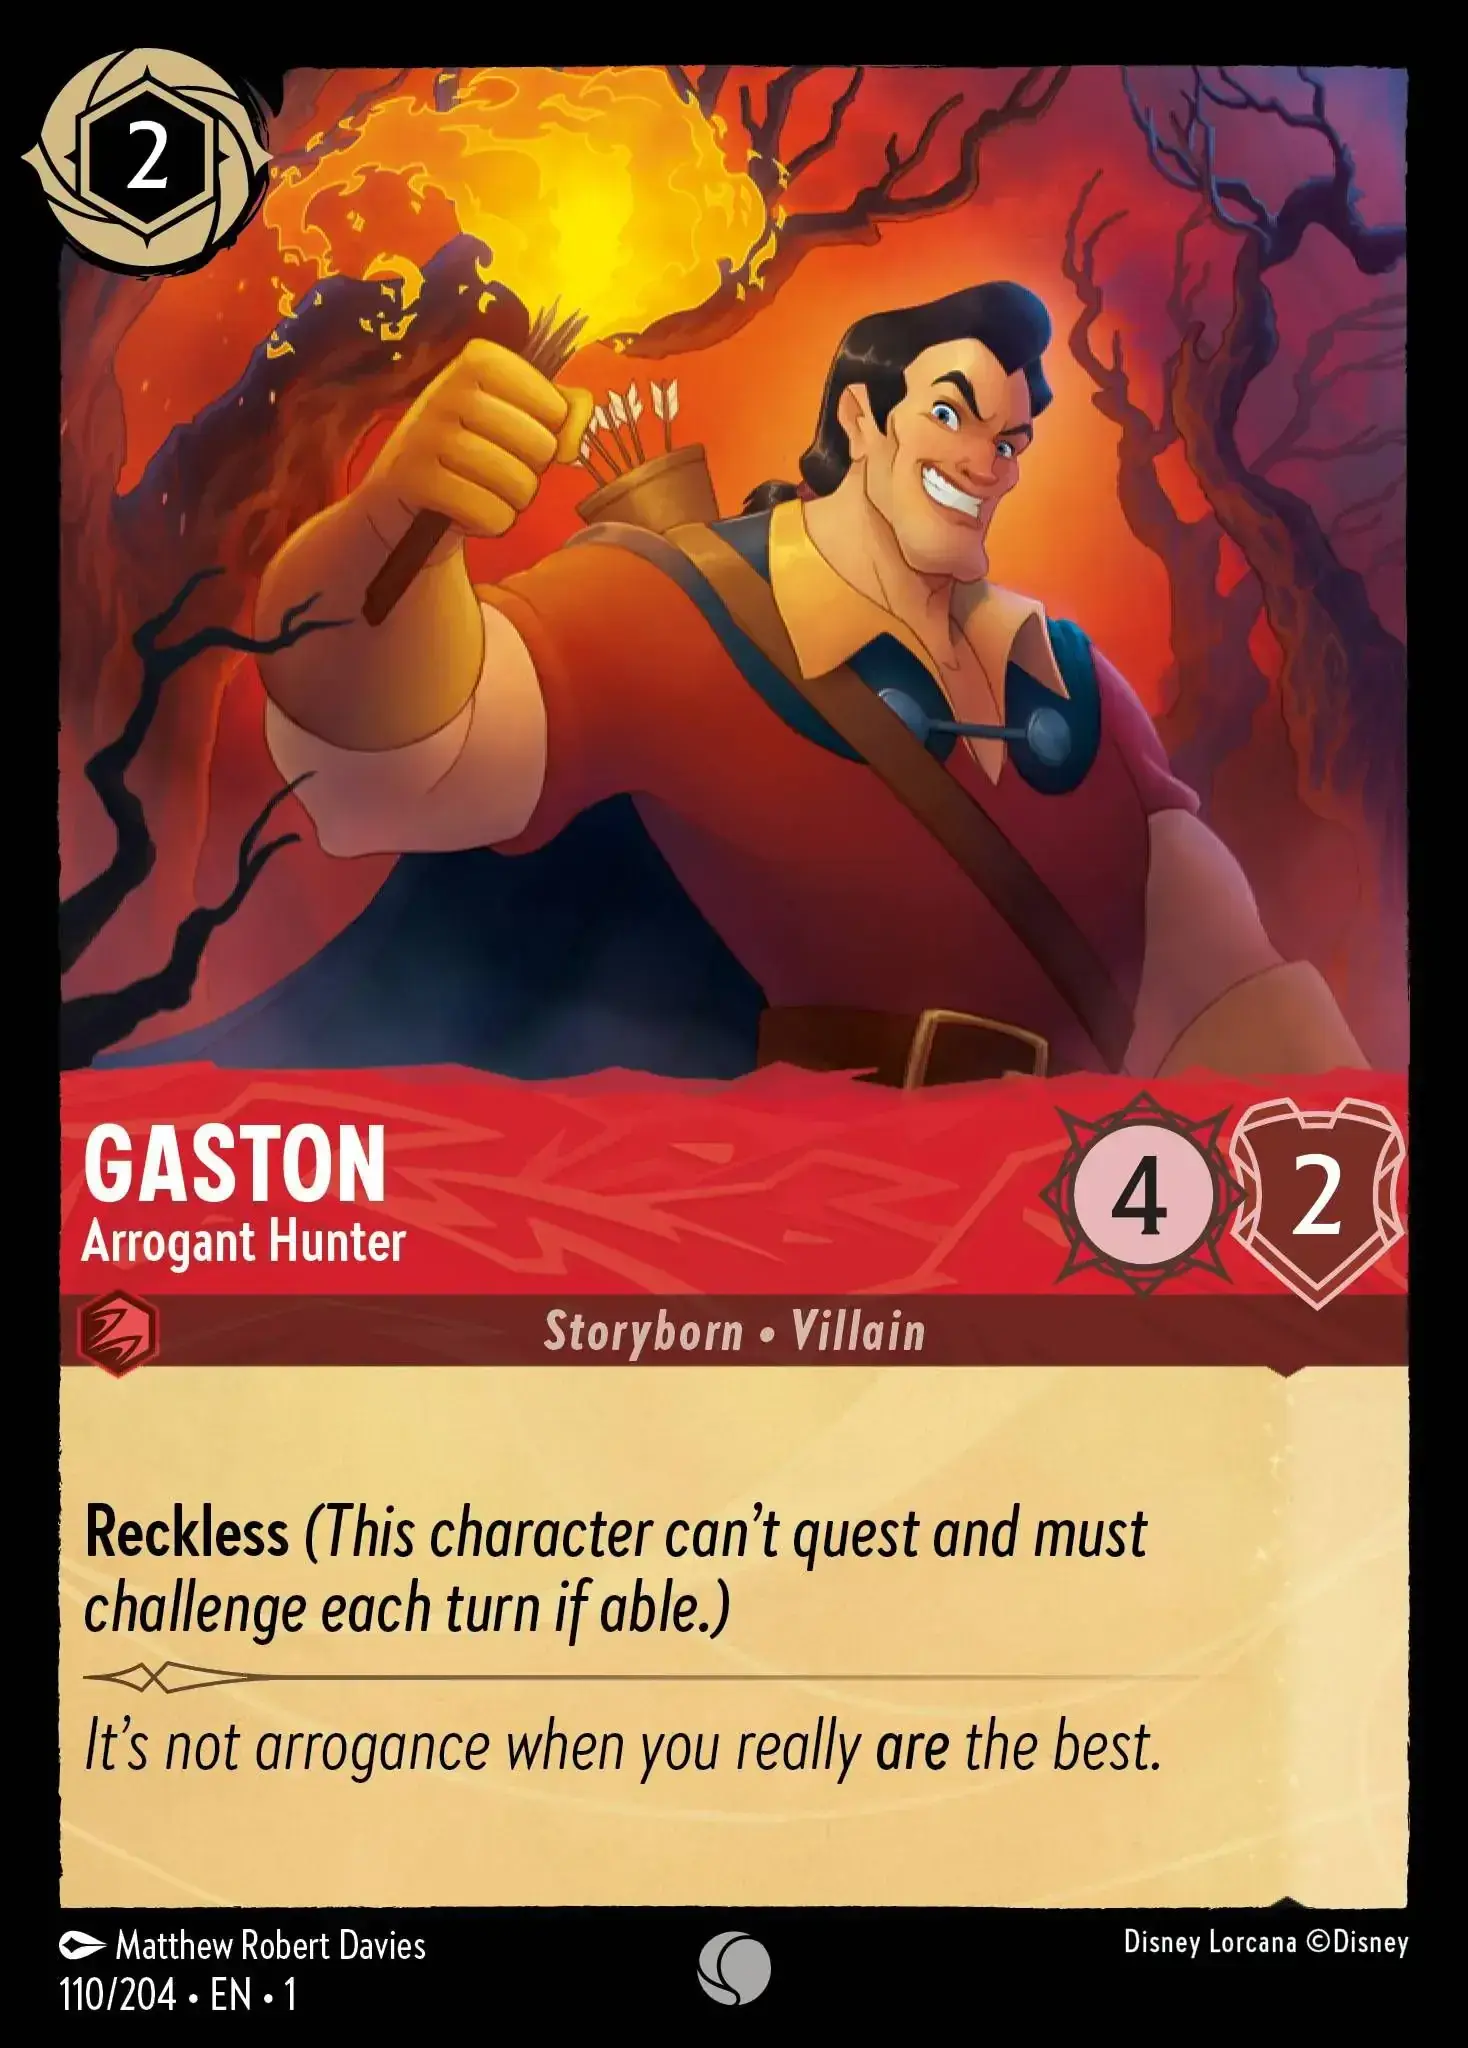 2
GASTON
Arrogant Hunter
4
2
Storyborn • Villain
Reckless (This character can't quest and must
challenge each turn if able.)
It's not arrogance when you really are the best.
Matthew Robert Davies
110/204 • EN • 1
Disney Lorcana ©Disney